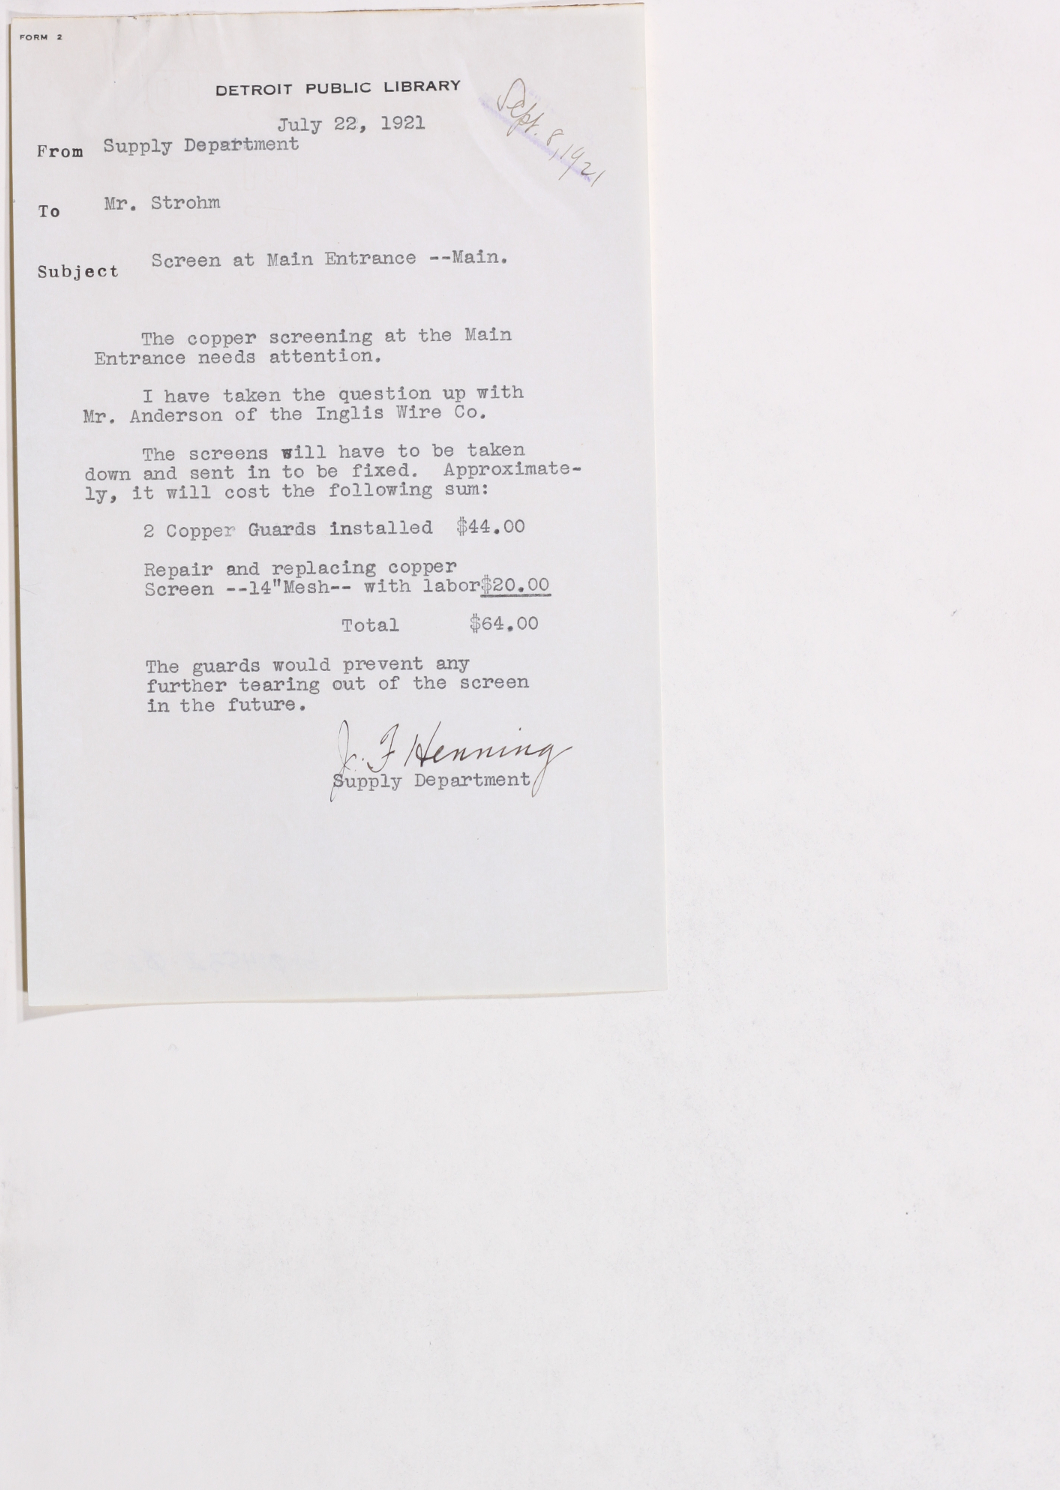 FORM 2
DETROIT PUBLIC LIBRARY
Sept. 8, 1921
July 22, 1921
From Supply Department
To Mr. Strohm
Subject Screen at Main Entrance --Main.
The copper screening at the Main
Entrance needs attention.
I have taken the question up with
Mr. Anderson of the Inglis Wire Co.
The screens will have to be taken
down and sent in to be fixed. Approximate-
ly, it will cost the following sum:
2 Copper Guards installed $44.00
Repair and replacing copper
Screen --14"Mesh-- with labor$20.00
Total $64.00
The guards would prevent any
further tearing out of the screen
in the future.
J. F Henning
Supply Department